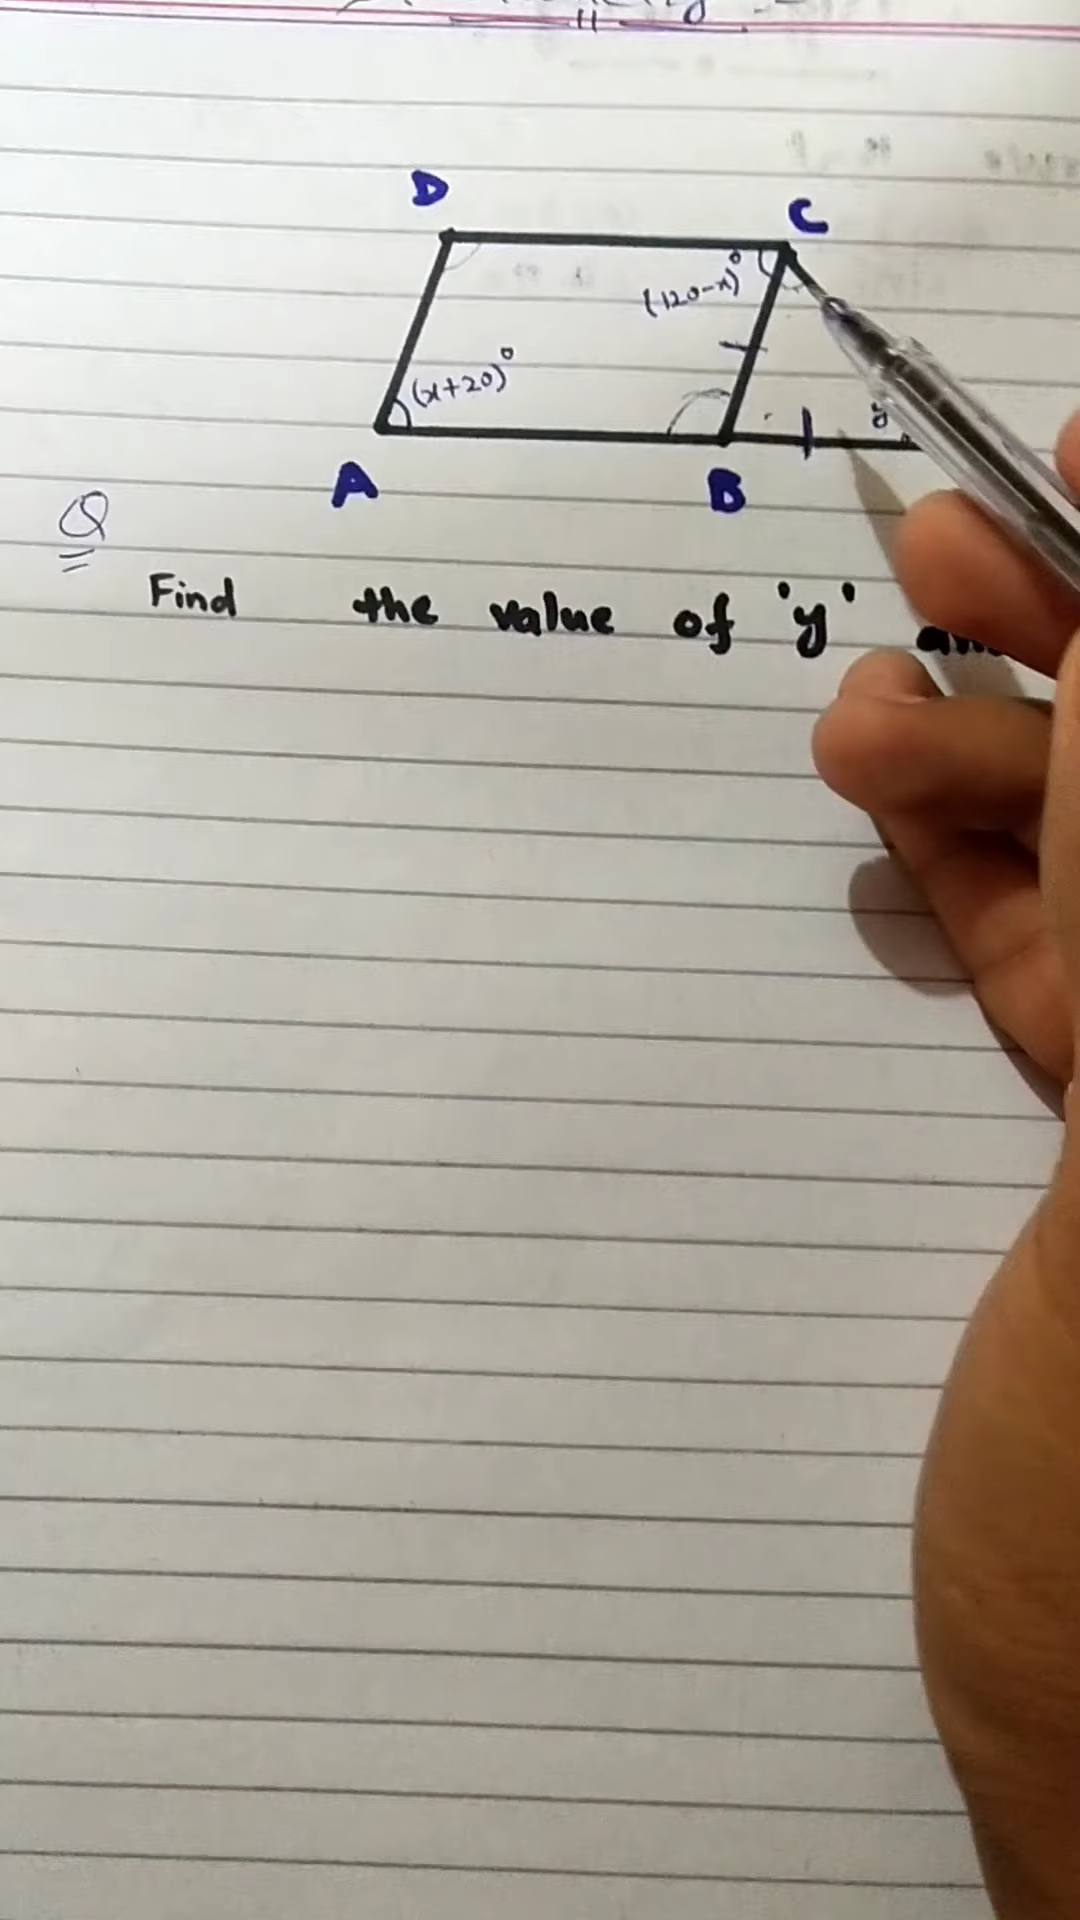 D
C
(120-x)°
(x+20)°
y
A
B
Q
Find the value of 'y'